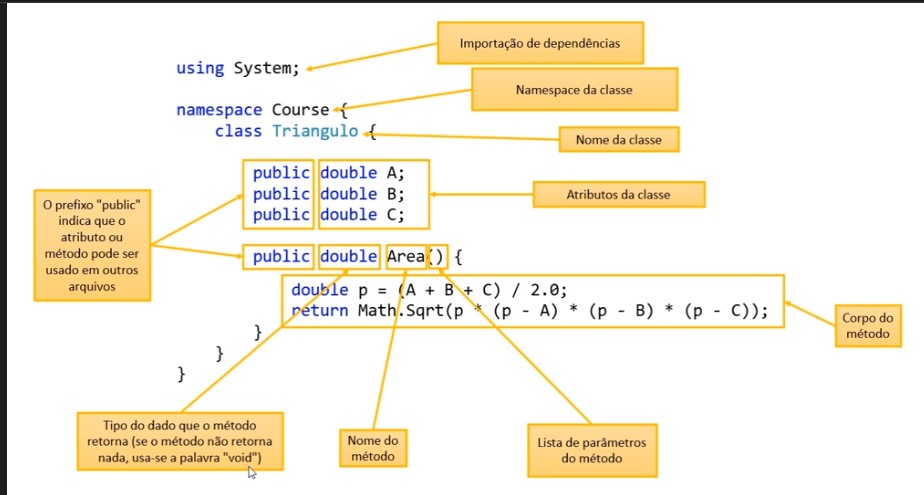 Importação de dependências
using System;
Namespace da classe
namespace Course {
class Triangulo {
Nome da classe
public double A;
public double B;
public double C;
Atributos da classe
O prefixo "public"
indica que o
atributo ou
método pode ser
usado em outros
arquivos
public double Area() {
double p = (A + B + C) / 2.0;
return Math.Sqrt(p * (p - A) * (p - B) * (p - C));
Corpo do
método
}
}
}
Tipo do dado que o método
retorna (se o método não retorna
nada, usa-se a palavra "void")
Nome do
método
Lista de parâmetros
do método